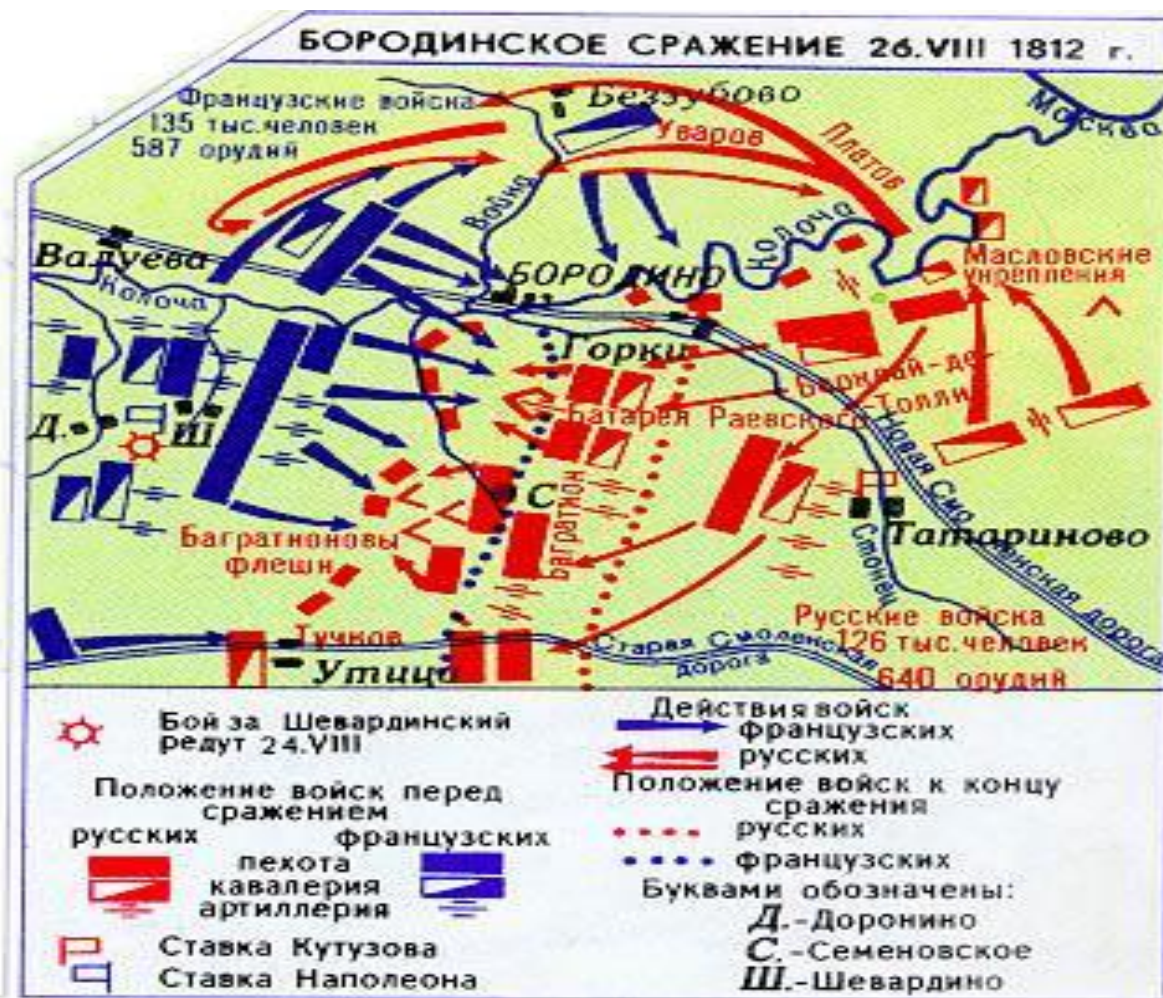 БОРОДИНСКОЕ СРАЖЕНИЕ 26.VIII 1812 г.
Французские войска
135 тыс.человек
587 орудий
Беззубово
Уваров
Платов
Москва
Война
Колоча
Валуева
Колоча
БОРОДИНО
Масловские
укрепления
Горки
Барклай-де-
Толли
Батарея Раевского
Новая Смоленская дорога
Д.
Ш
С.
Багратион
Багратионовы
флеши
Татариново
Стонец
Тучков
Утица
Старая Смоленская
дорога
Русские войска
126 тыс.человек
640 орудий
Бой за Шевардинский
редут 24.VIII
Положение войск перед
сражением
русских французских
пехота
кавалерия
артиллерия
Ставка Кутузова
Ставка Наполеона
Действия войск
французских
русских
Положение войск к концу
сражения
русских
французских
Буквами обозначены:
Д.-Доронино
С.-Семеновское
Ш.-Шевардино